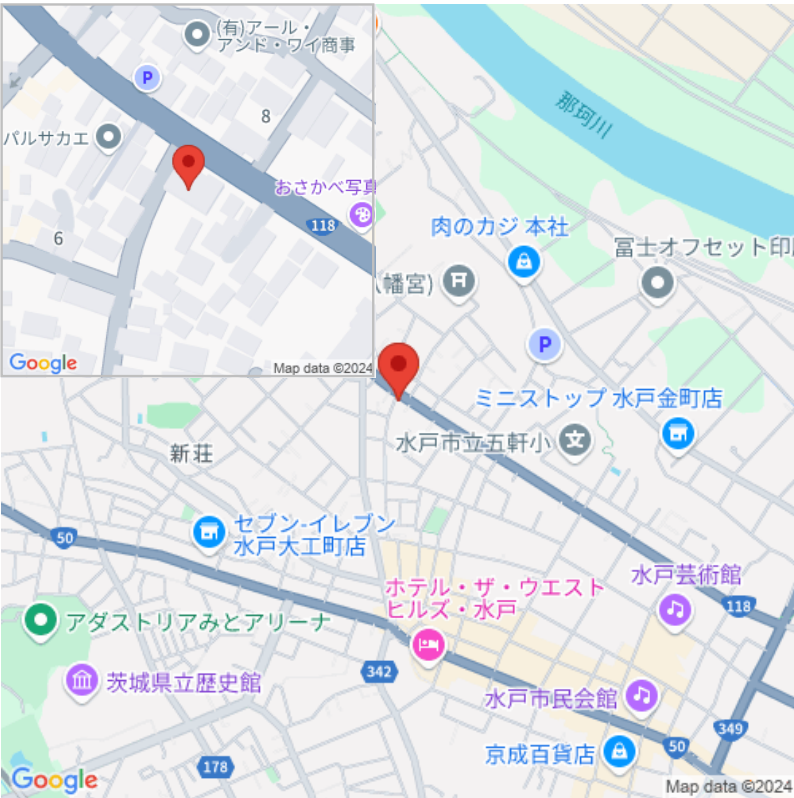 (有)アール・
アンド・ワイ商事
P
8
パルサカエ
おさかべ写真
6
118
Google
Map data ©2024
那珂川
肉のカジ 本社
冨士オフセット印
幡宮)
P
ミニストップ 水戸金町店
水戸市立五軒小
文
新荘
50
セブン-イレブン
水戸大工町店
水戸芸術館
ホテル・ザ・ウエスト
ヒルズ・水戸
118
アダストリアみとアリーナ
342
茨城県立歴史館
水戸市民会館
349
50
京成百貨店
178
Google
Map data ©2024